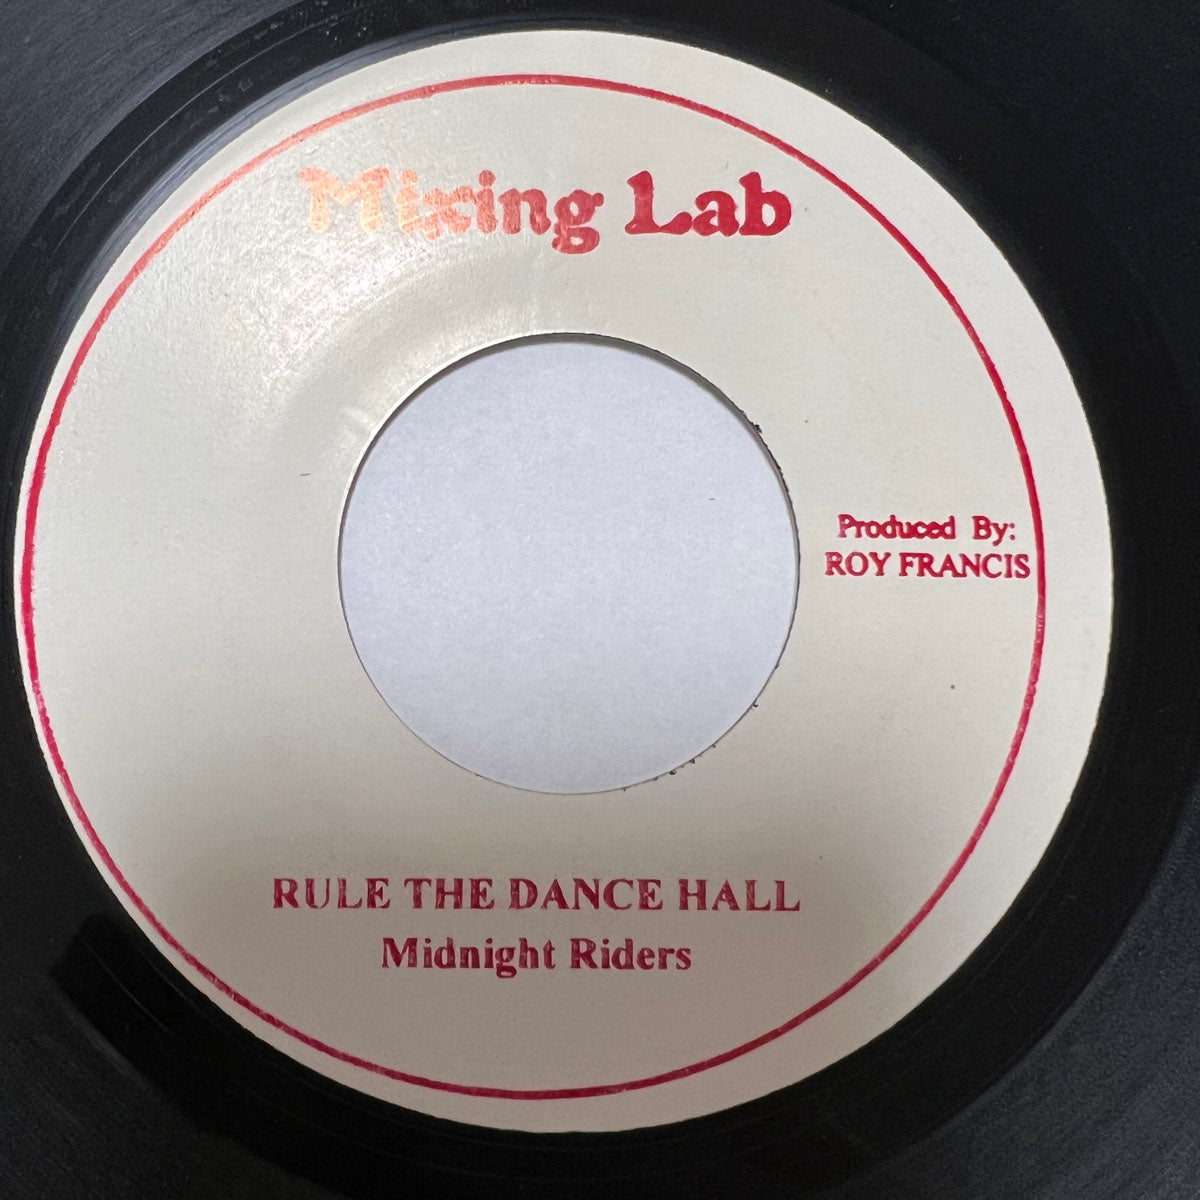 Mixing Lab
Produced By:
ROY FRANCIS
RULE THE DANCE HALL
Midnight Riders